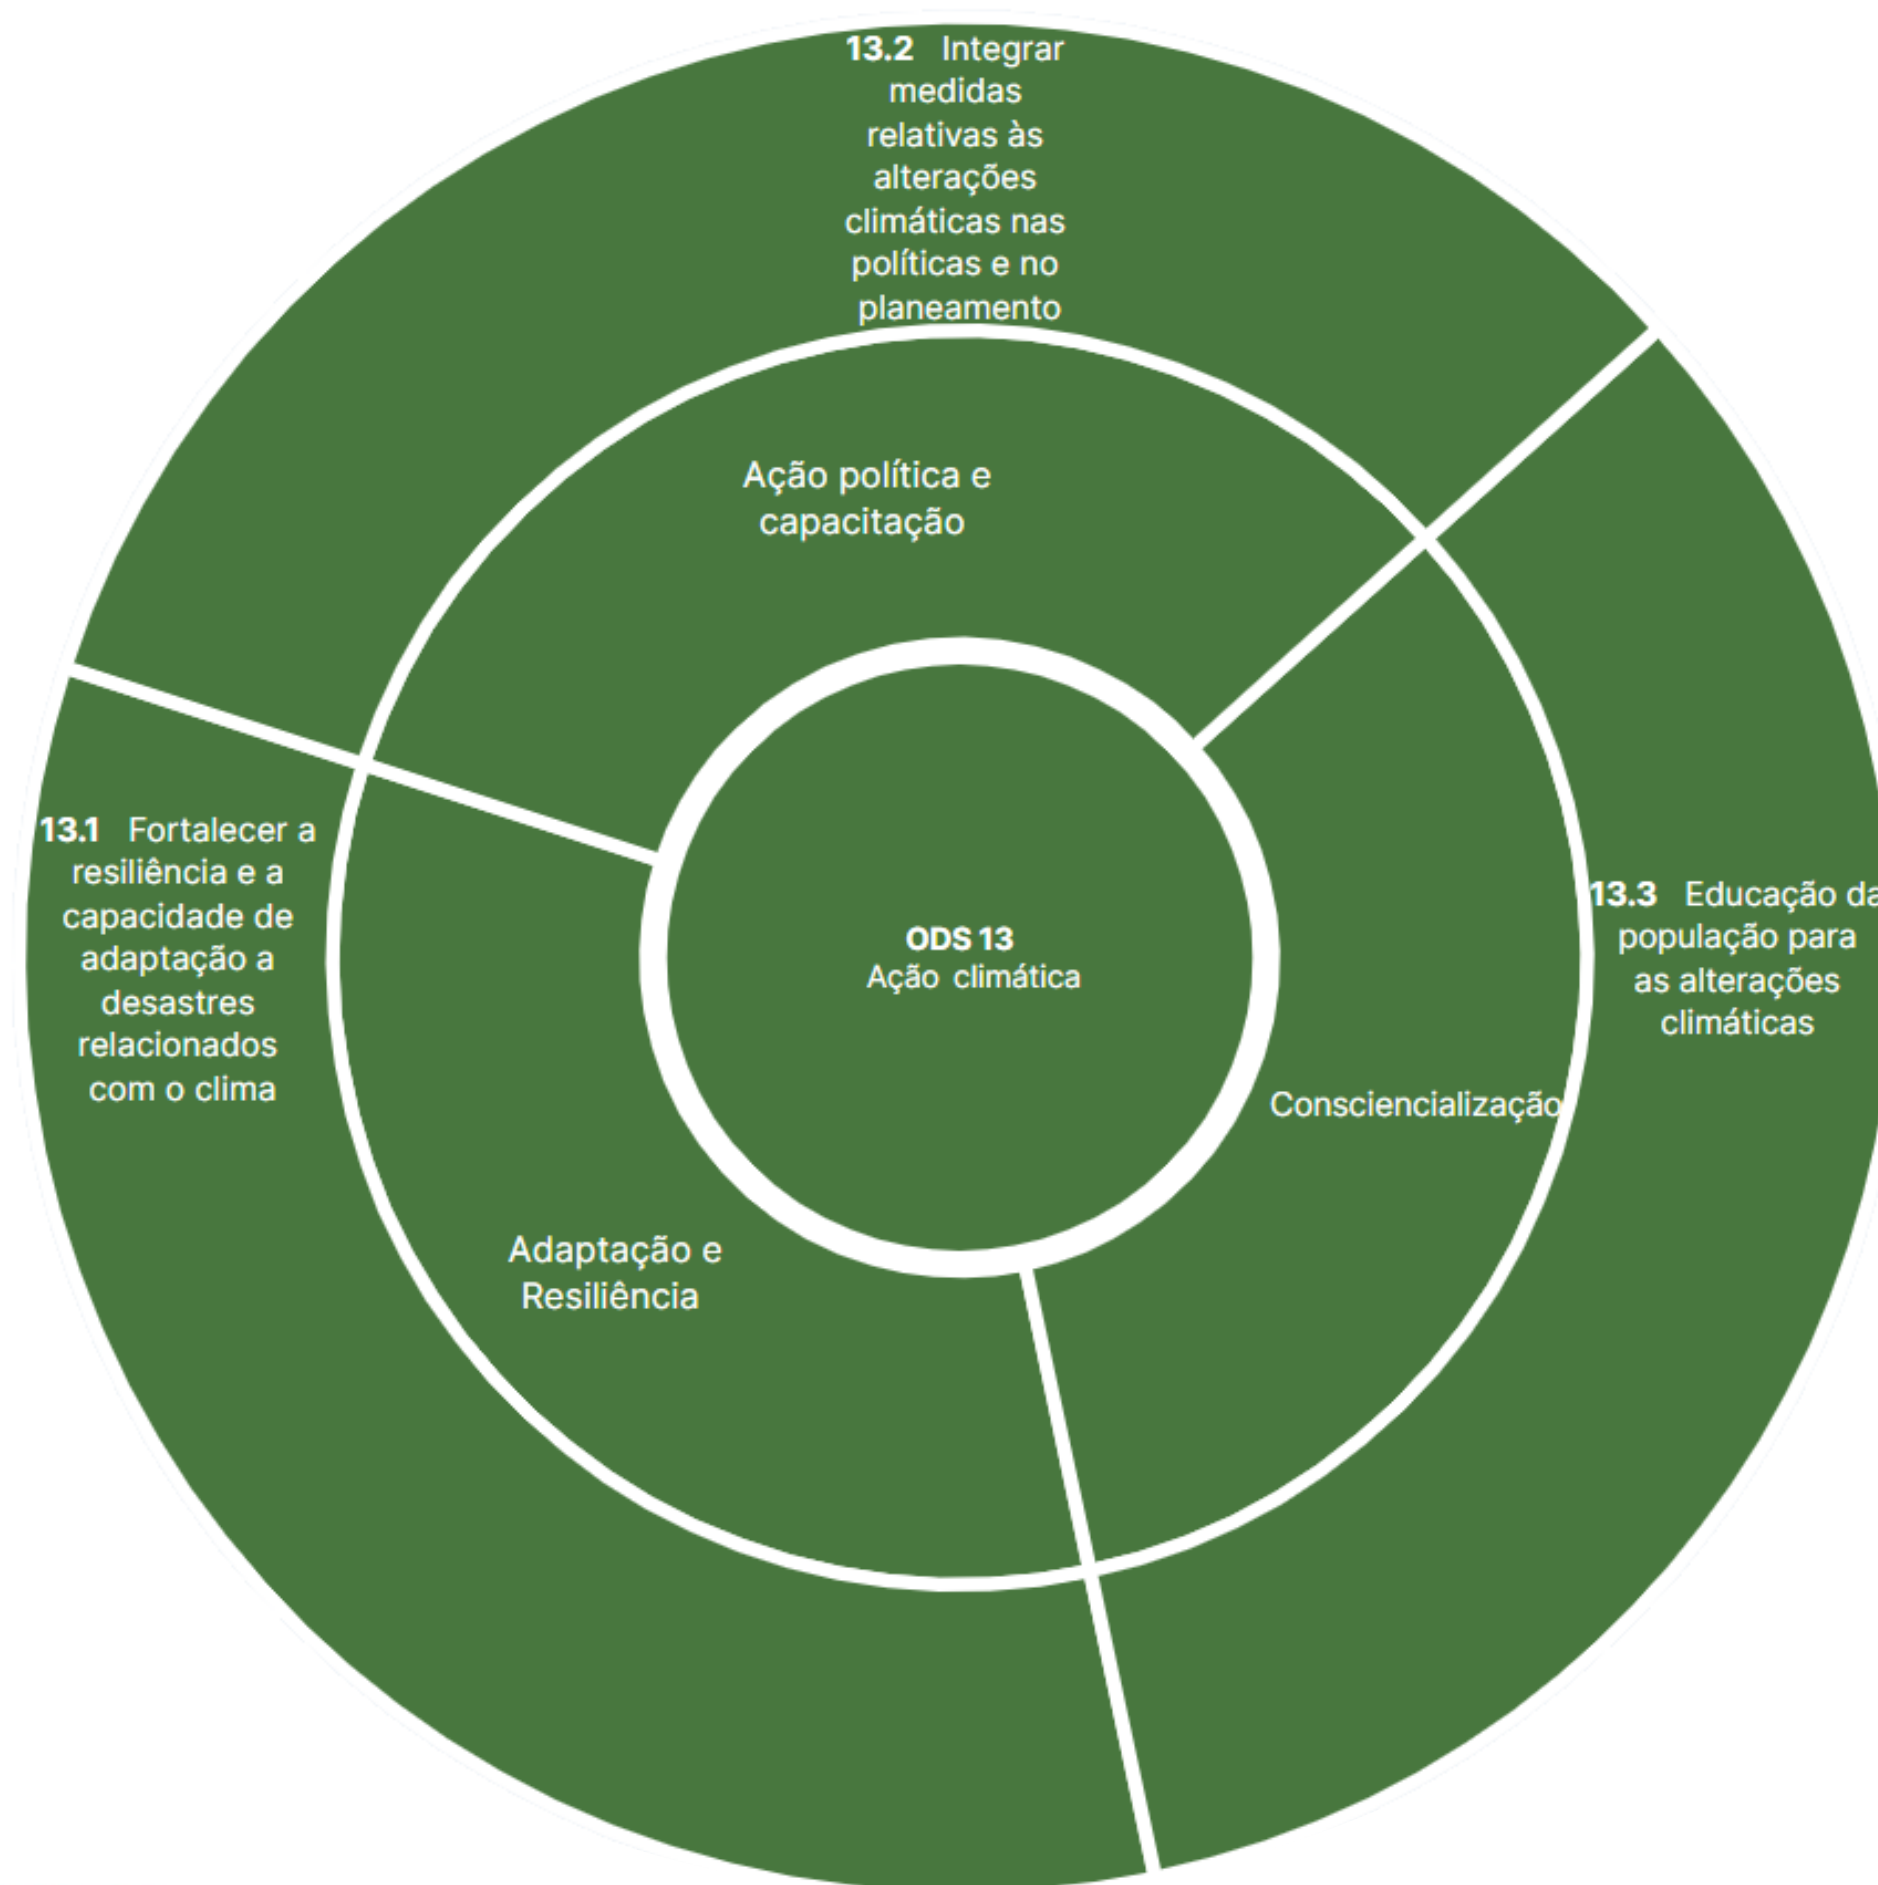 13.2 Integrar
medidas
relativas às
alterações
climáticas nas
políticas e no
planeamento
Ação política e
capacitação
13.1 Fortalecer a
resiliência e a
capacidade de
adaptação a
desastres
relacionados
com o clima
ODS 13
Ação climática
13.3 Educação da
população para
as alterações
climáticas
Consciencialização
Adaptação e
Resiliência